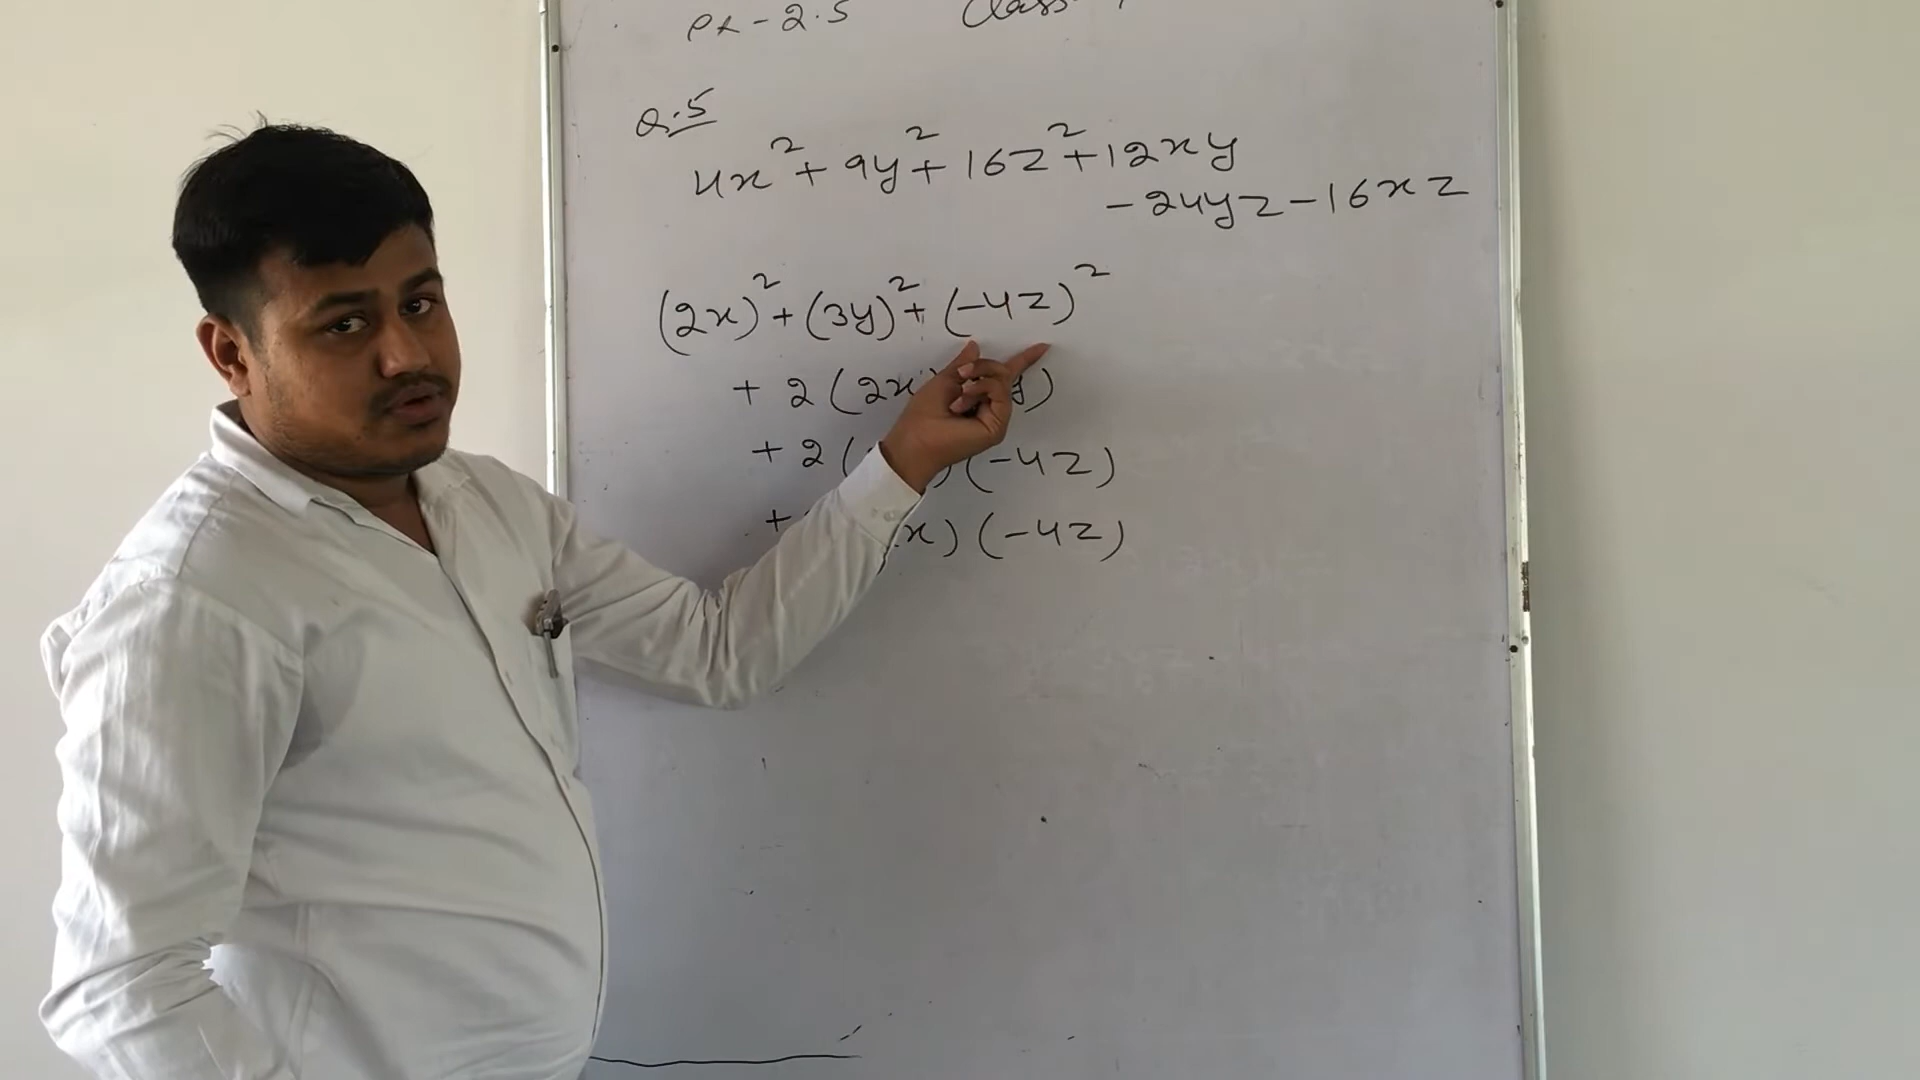 Ex - 2.5 Class
Q.5
4x² + 9y² + 16z² + 12xy
- 24yz - 16xz
(2x)² + (3y)² + (-4z)²
+ 2 (2x) y)
+ 2 ( ) (-4z)
+ x) (-4z)